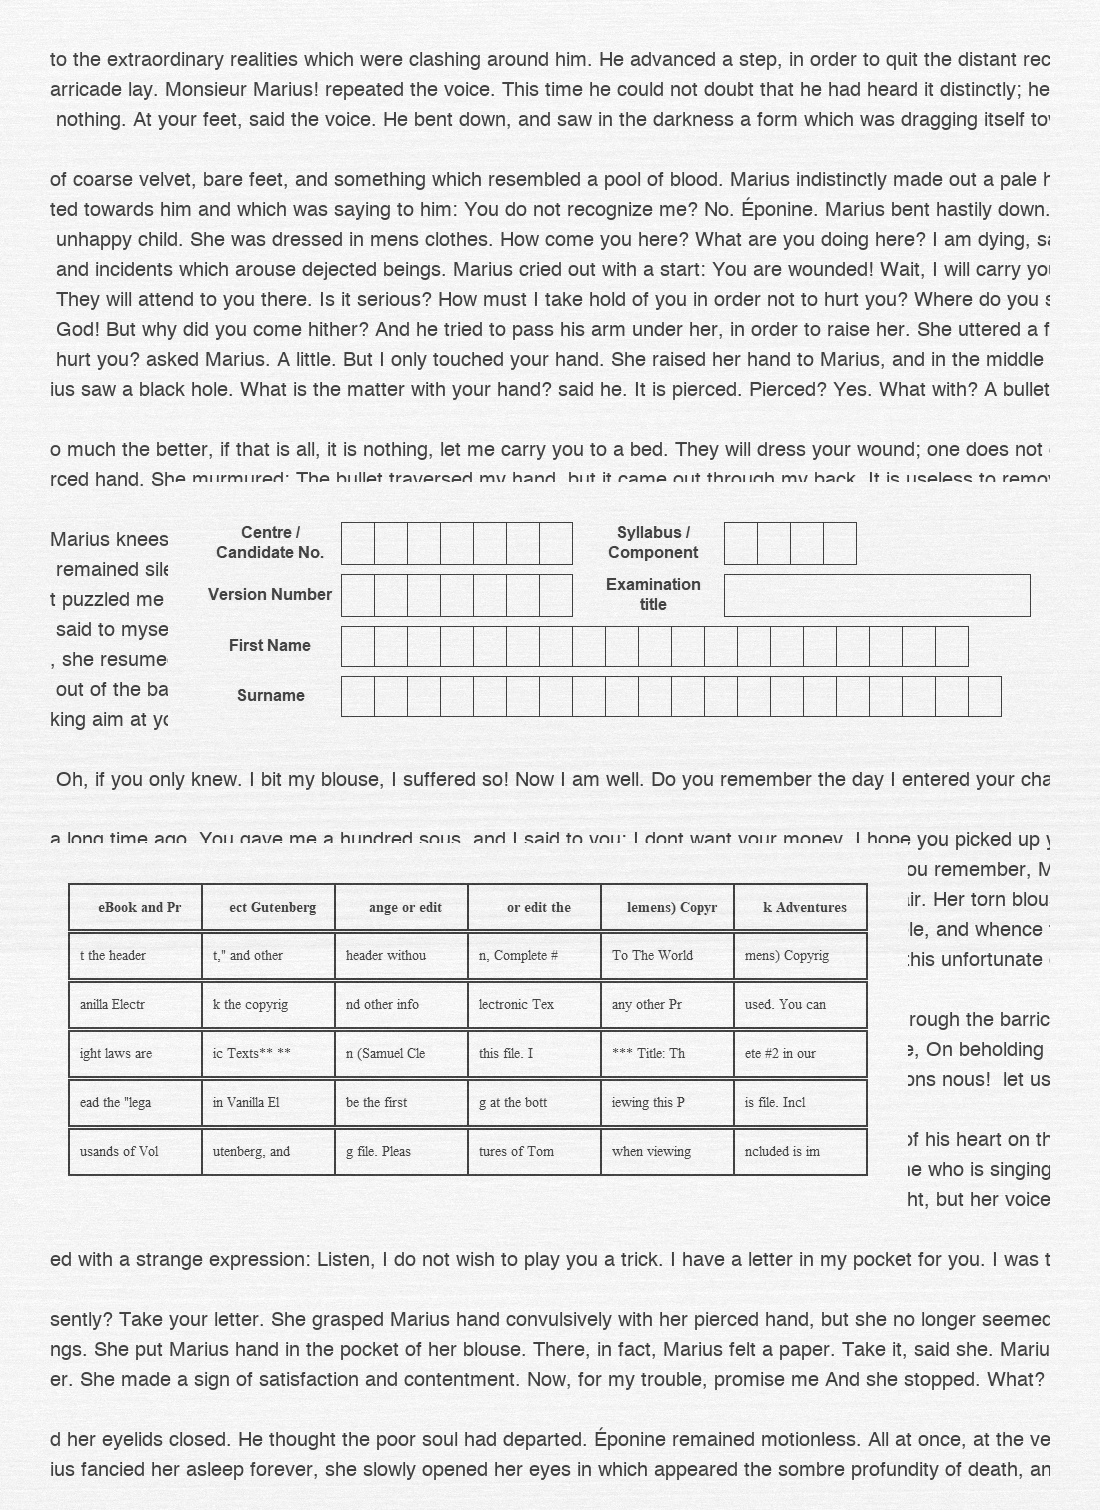 to the extraordinary realities which were clashing around him. He advanced a step, in order to quit the distant rec
arricade lay. Monsieur Marius! repeated the voice. This time he could not doubt that he had heard it distinctly; he
nothing. At your feet, said the voice. He bent down, and saw in the darkness a form which was dragging itself to
of coarse velvet, bare feet, and something which resembled a pool of blood. Marius indistinctly made out a pale h
ted towards him and which was saying to him: You do not recognize me? No. Éponine. Marius bent hastily down.
unhappy child. She was dressed in mens clothes. How come you here? What are you doing here? I am dying, sa
and incidents which arouse dejected beings. Marius cried out with a start: You are wounded! Wait, I will carry you
They will attend to you there. Is it serious? How must I take hold of you in order not to hurt you? Where do you s
God! But why did you come hither? And he tried to pass his arm under her, in order to raise her. She uttered a f
hurt you? asked Marius. A little. But I only touched your hand. She raised her hand to Marius, and in the middle
ius saw a black hole. What is the matter with your hand? said he. It is pierced. Pierced? Yes. What with? A bullet
o much the better, if that is all, it is nothing, let me carry you to a bed. They will dress your wound; one does not
rced hand. She murmured: The bullet traversed my hand, but it came out through my back. It is useless to remov
Marius knees
remained sile
t puzzled me
said to myse
, she resume
out of the ba
king aim at yo
Centre / Candidate No.
Syllabus / Component
Version Number
Examination title
First Name
Surname
Oh, if you only knew. I bit my blouse, I suffered so! Now I am well. Do you remember the day I entered your cha
a long time ago. You gave me a hundred sous, and I said to you: I dont want your money. I hope you picked up y
ou remember, M
ir. Her torn blou
le, and whence
this unfortunate
rough the barric
e, On beholding
ons nous! let us
of his heart on th
e who is singing
ht, but her voice
eBook and Pr ect Gutenberg ange or edit or edit the lemens) Copyr k Adventures
t the header t," and other header withou n, Complete # To The World mens) Copyrig
anilla Electr k the copyrig nd other info lectronic Tex any other Pr used. You can
ight laws are ic Texts** ** n (Samuel Cle this file. I *** Title: Th ete #2 in our
ead the "lega in Vanilla El be the first g at the bott iewing this P is file. Incl
usands of Vol utenberg, and g file. Pleas tures of Tom when viewing ncluded is im
ed with a strange expression: Listen, I do not wish to play you a trick. I have a letter in my pocket for you. I was t
sently? Take your letter. She grasped Marius hand convulsively with her pierced hand, but she no longer seemed
ngs. She put Marius hand in the pocket of her blouse. There, in fact, Marius felt a paper. Take it, said she. Mariu
er. She made a sign of satisfaction and contentment. Now, for my trouble, promise me And she stopped. What?
d her eyelids closed. He thought the poor soul had departed. Éponine remained motionless. All at once, at the ve
ius fancied her asleep forever, she slowly opened her eyes in which appeared the sombre profundity of death, an